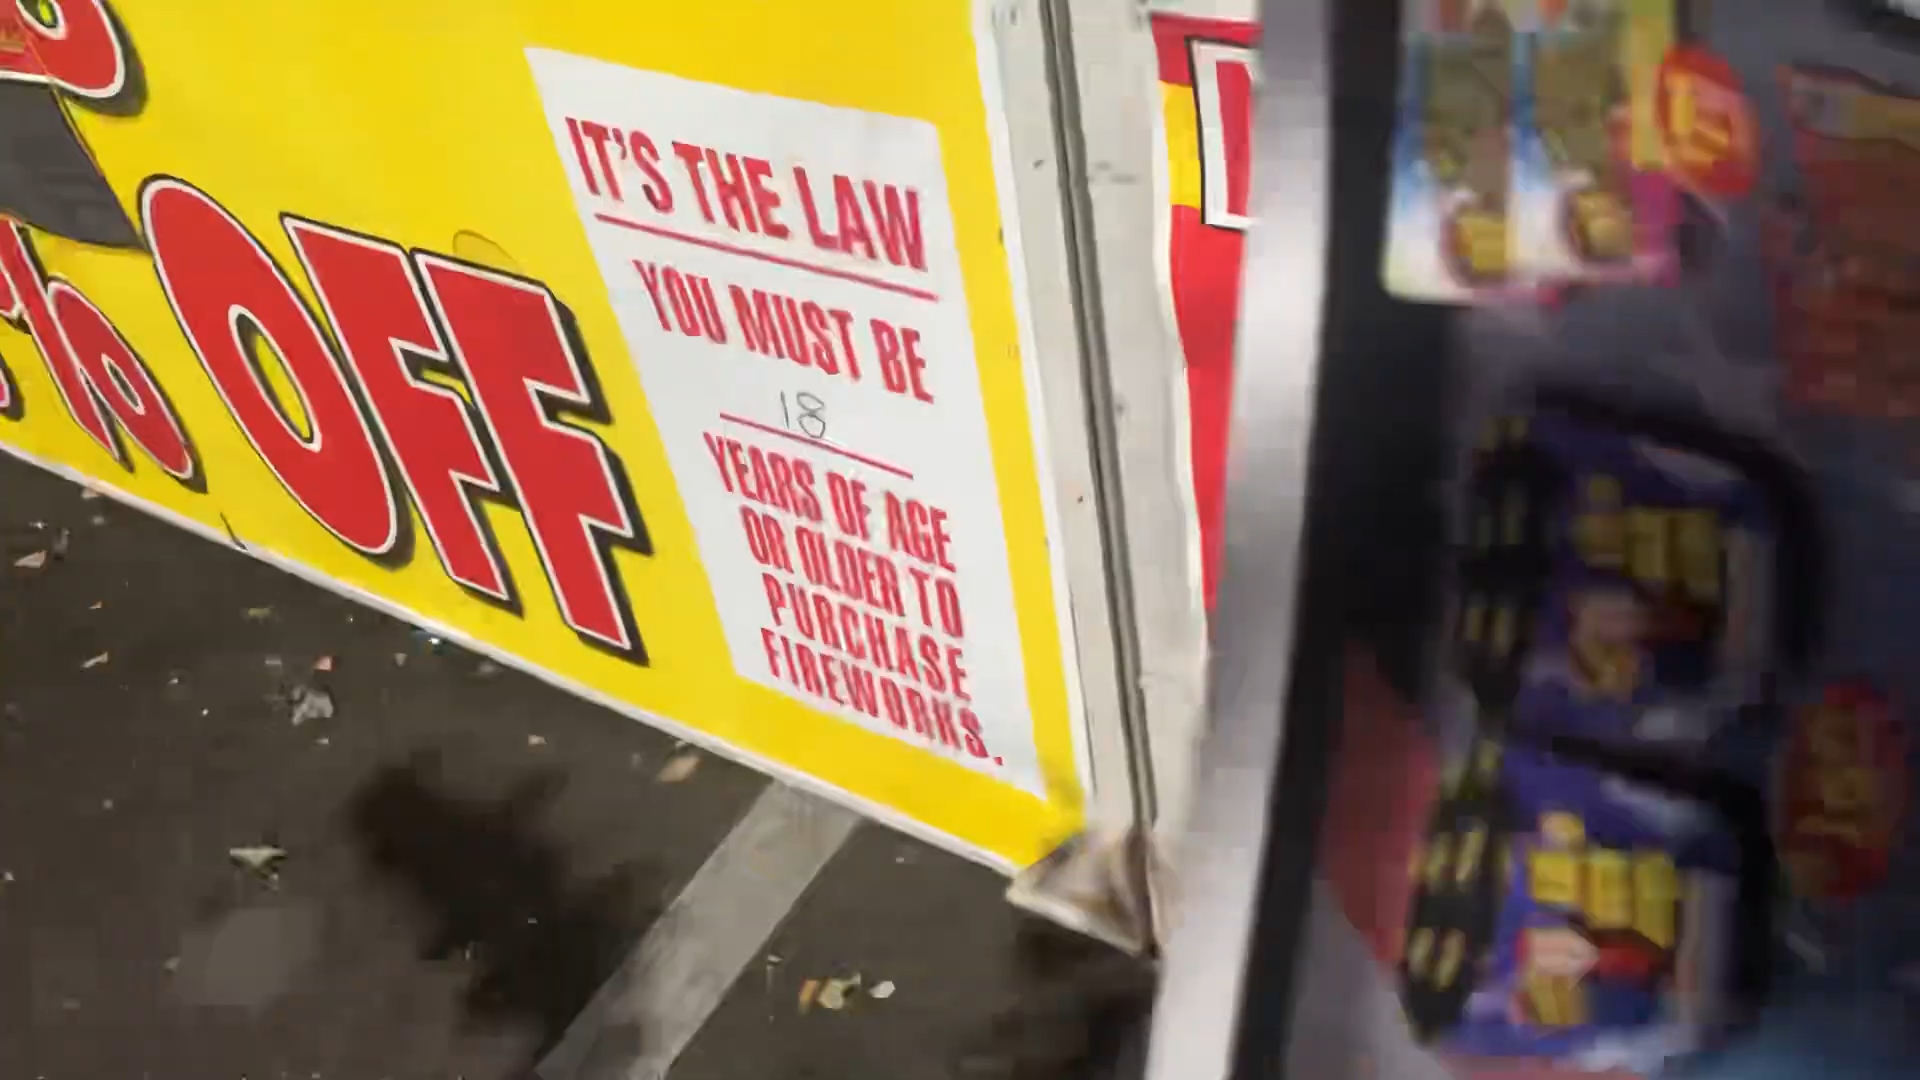 % OFF
IT'S THE LAW
YOU MUST BE
18
YEARS OF AGE
OR OLDER TO
PURCHASE
FIREWORKS.